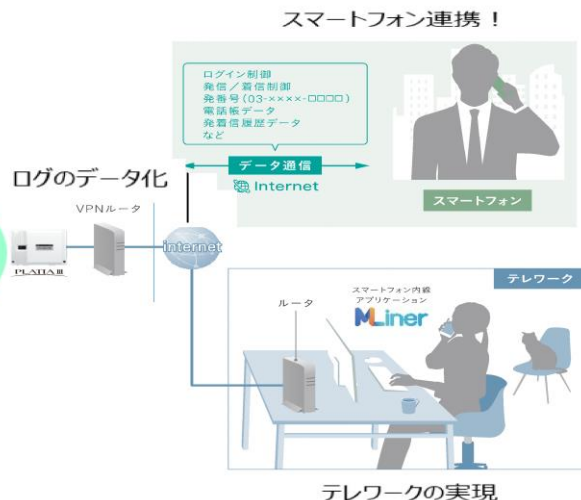 スマートフォン連携！
ログイン制御
発信／着信制御
発番号(03-××××-□□□□)
電話帳データ
発着信履歴データ
など
データ通信
Internet
スマートフォン
ログのデータ化
VPNルータ
internet
PLATIA III
テレワーク
スマートフォン内線
アプリケーション
MLiner
ルータ
テレワークの実現